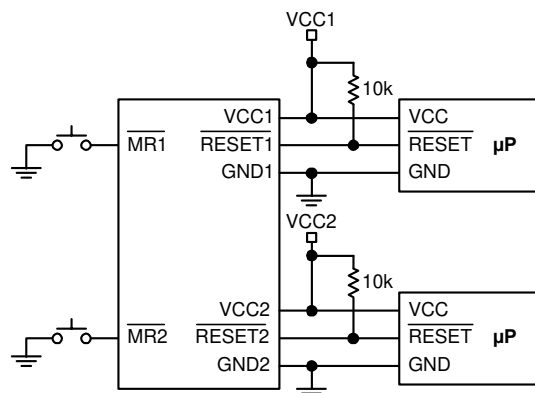 VCC1
10k
VCC1 VCC
MR1 RESET1 RESET µP
GND1 GND
VCC2
10k
VCC2 VCC
MR2 RESET2 RESET µP
GND2 GND